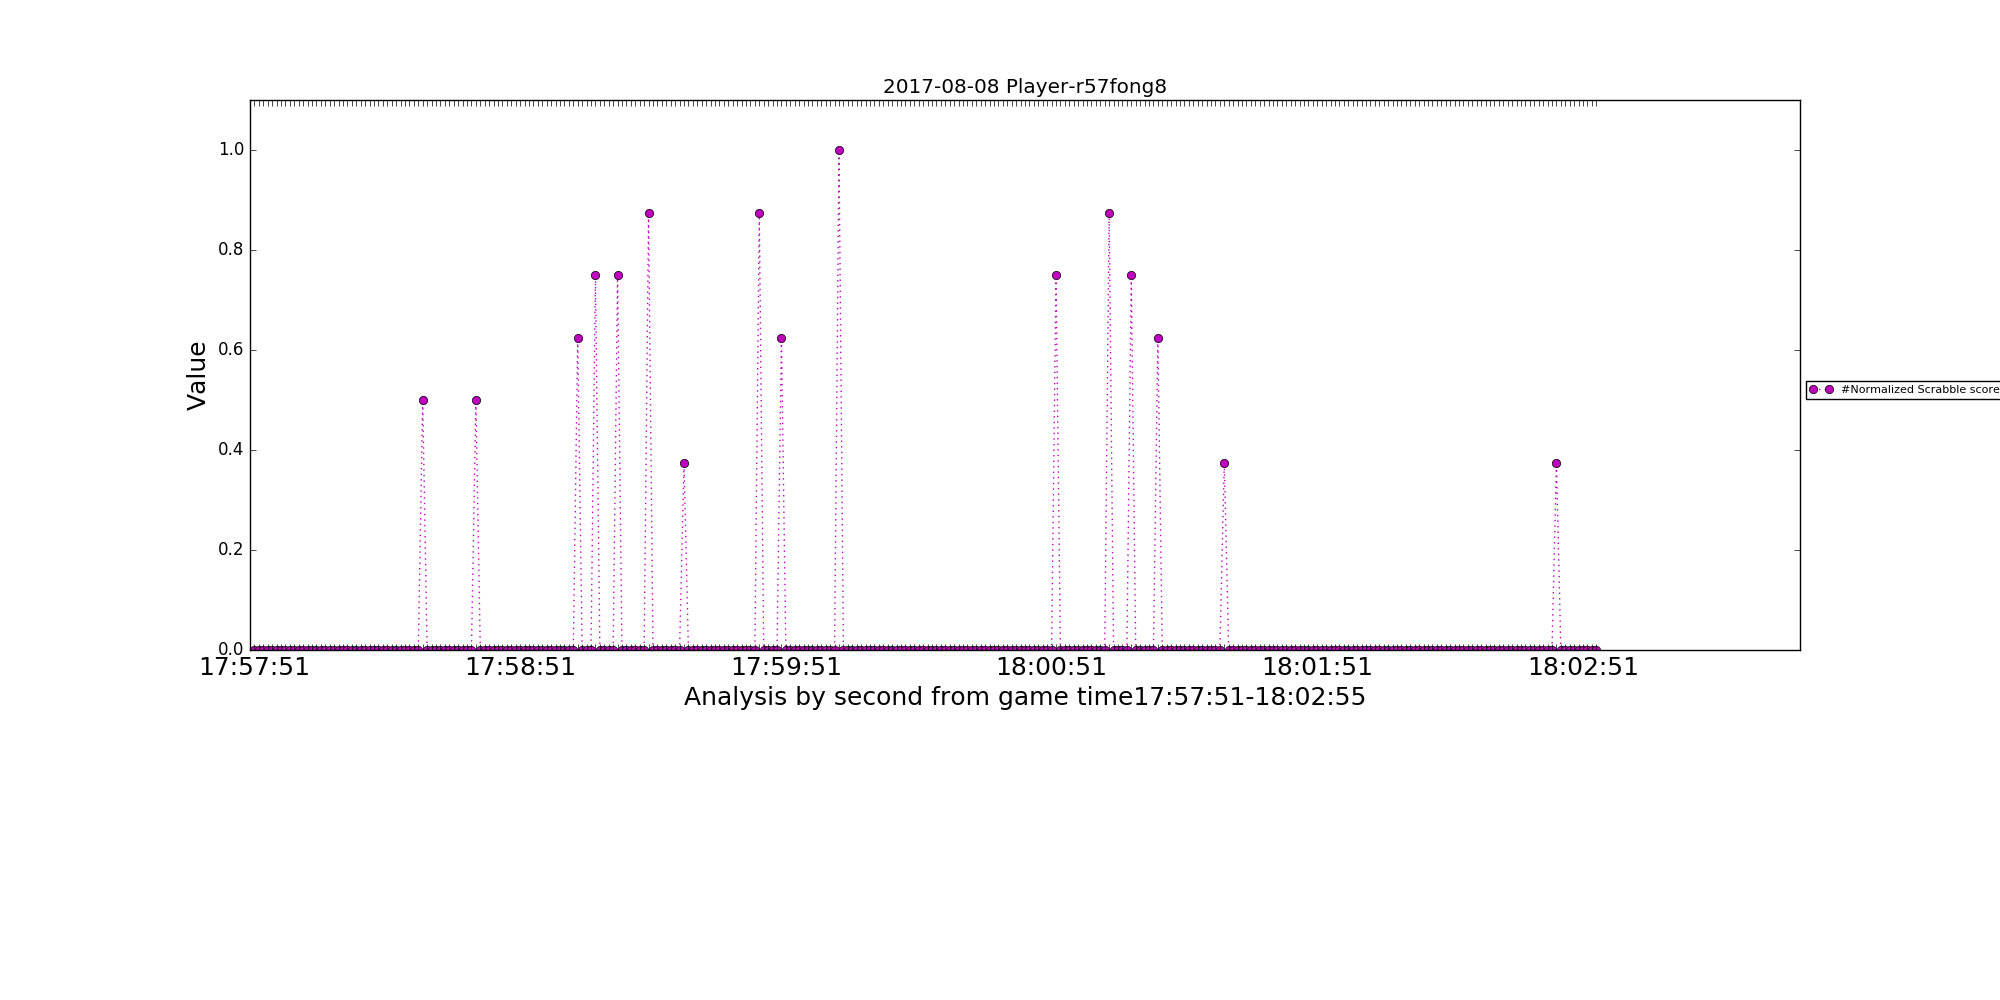 2017-08-08 Player-r57fong8
1.0
0.8
0.6
0.4
0.2
0.0
Value
#Normalized Scrabble score
17:57:51 17:58:51 17:59:51 18:00:51 18:01:51 18:02:51
Analysis by second from game time17:57:51-18:02:55